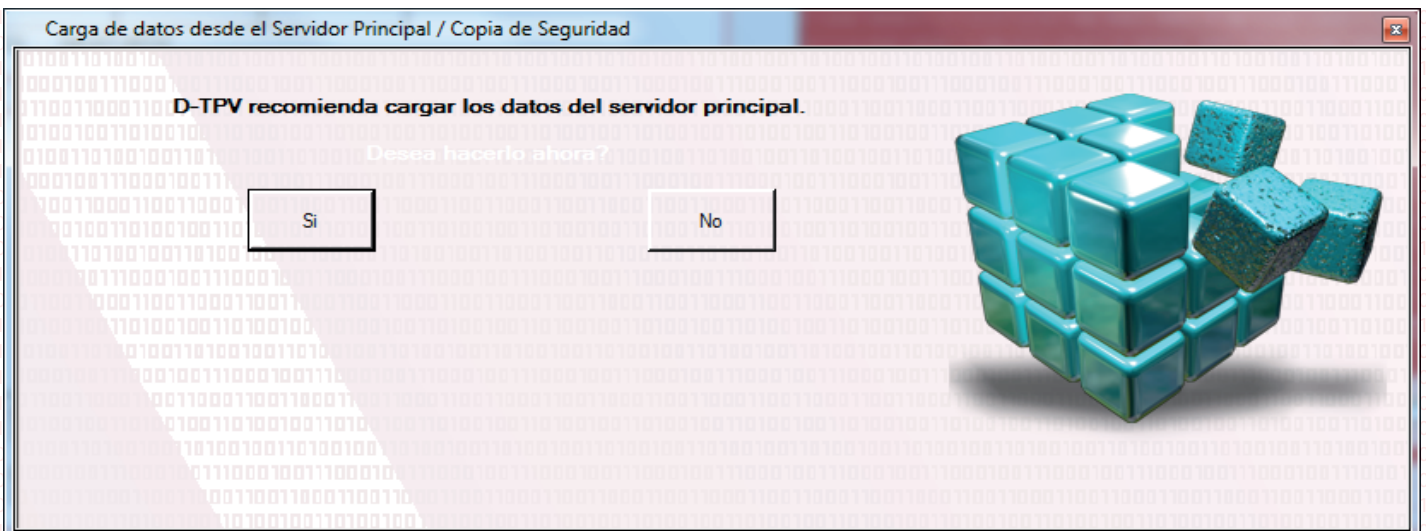 Carga de datos desde el Servidor Principal / Copia de Seguridad
D-TPV recomienda cargar los datos del servidor principal.
Desea hacerlo ahora?
Si
No